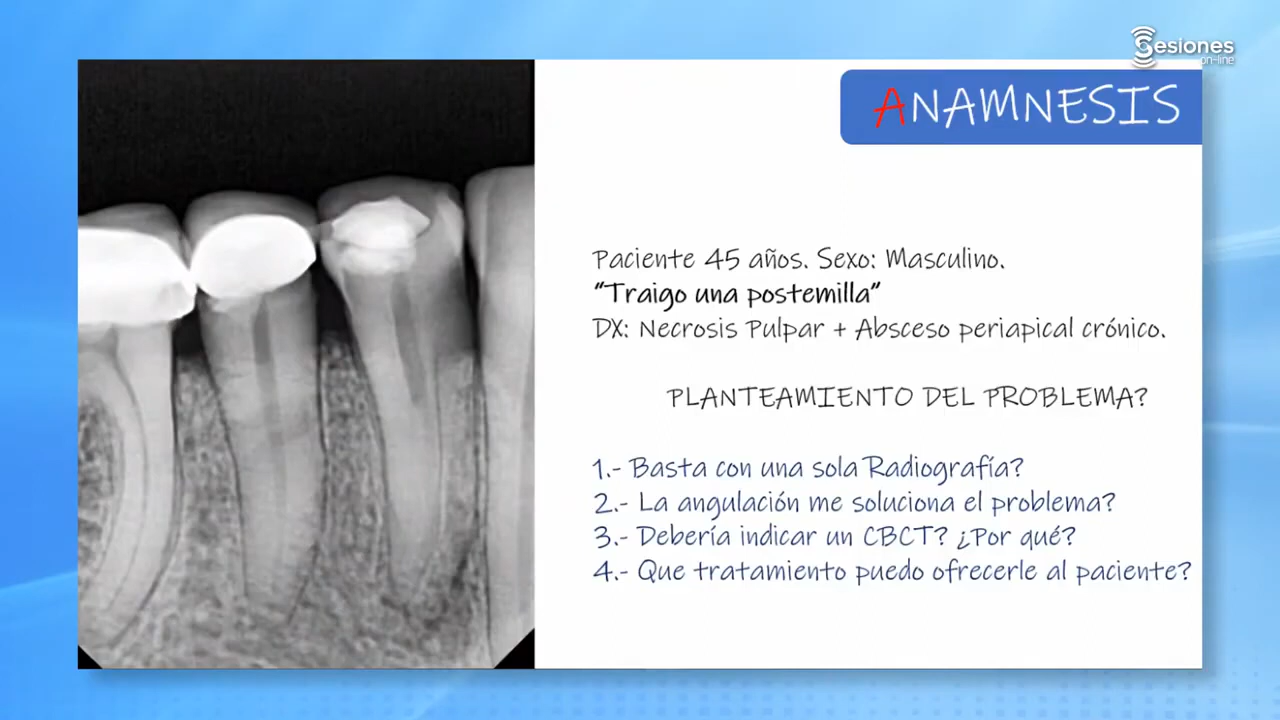 Sesiones
on-line
ANAMNESIS
Paciente 45 años. Sexo: Masculino.
“Traigo una postemilla”
DX: Necrosis Pulpar + Absceso periapical crónico.
PLANTEAMIENTO DEL PROBLEMA?
1.- Basta con una sola Radiografía?
2.- La angulación me soluciona el problema?
3.- Debería indicar un CBCT? ¿Por qué?
4.- Que tratamiento puedo ofrecerle al paciente?